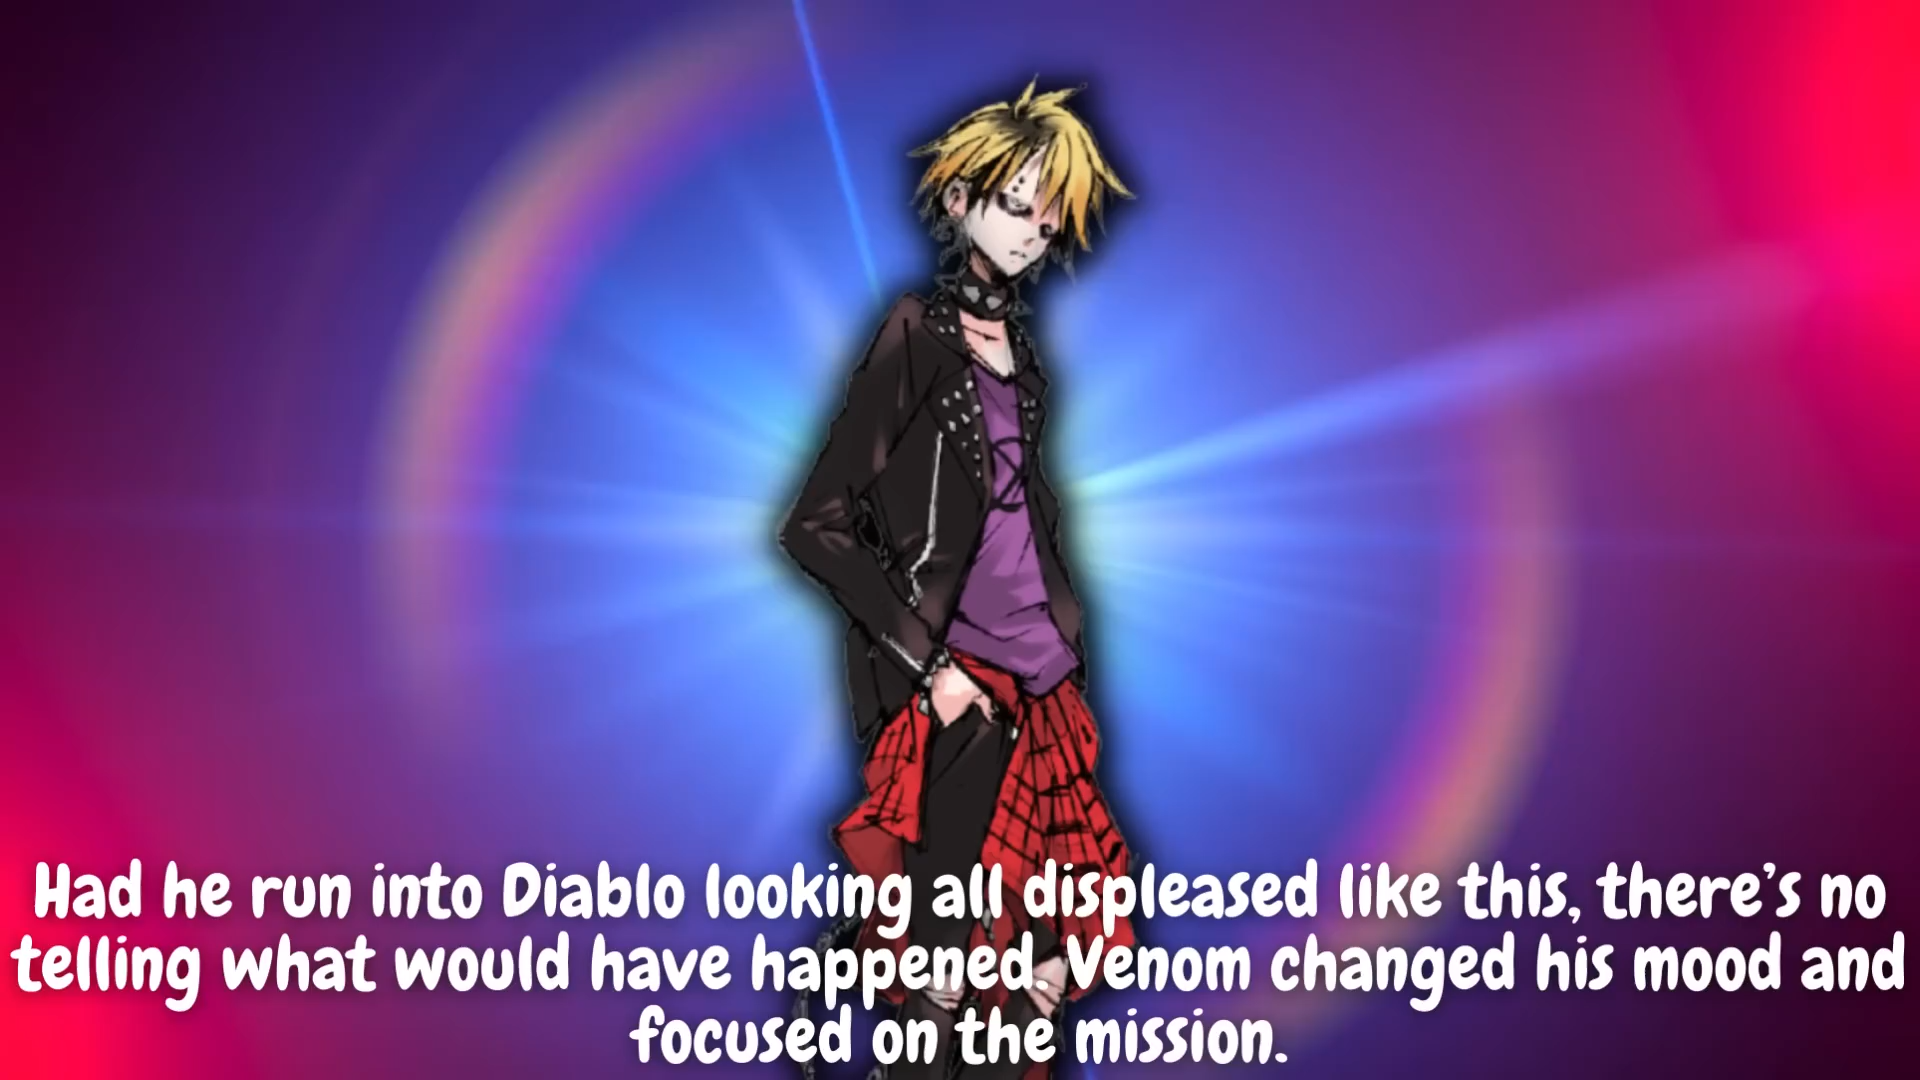 Had he run into Diablo looking all displeased like this, there's no
telling what would have happened. Venom changed his mood and
focused on the mission.